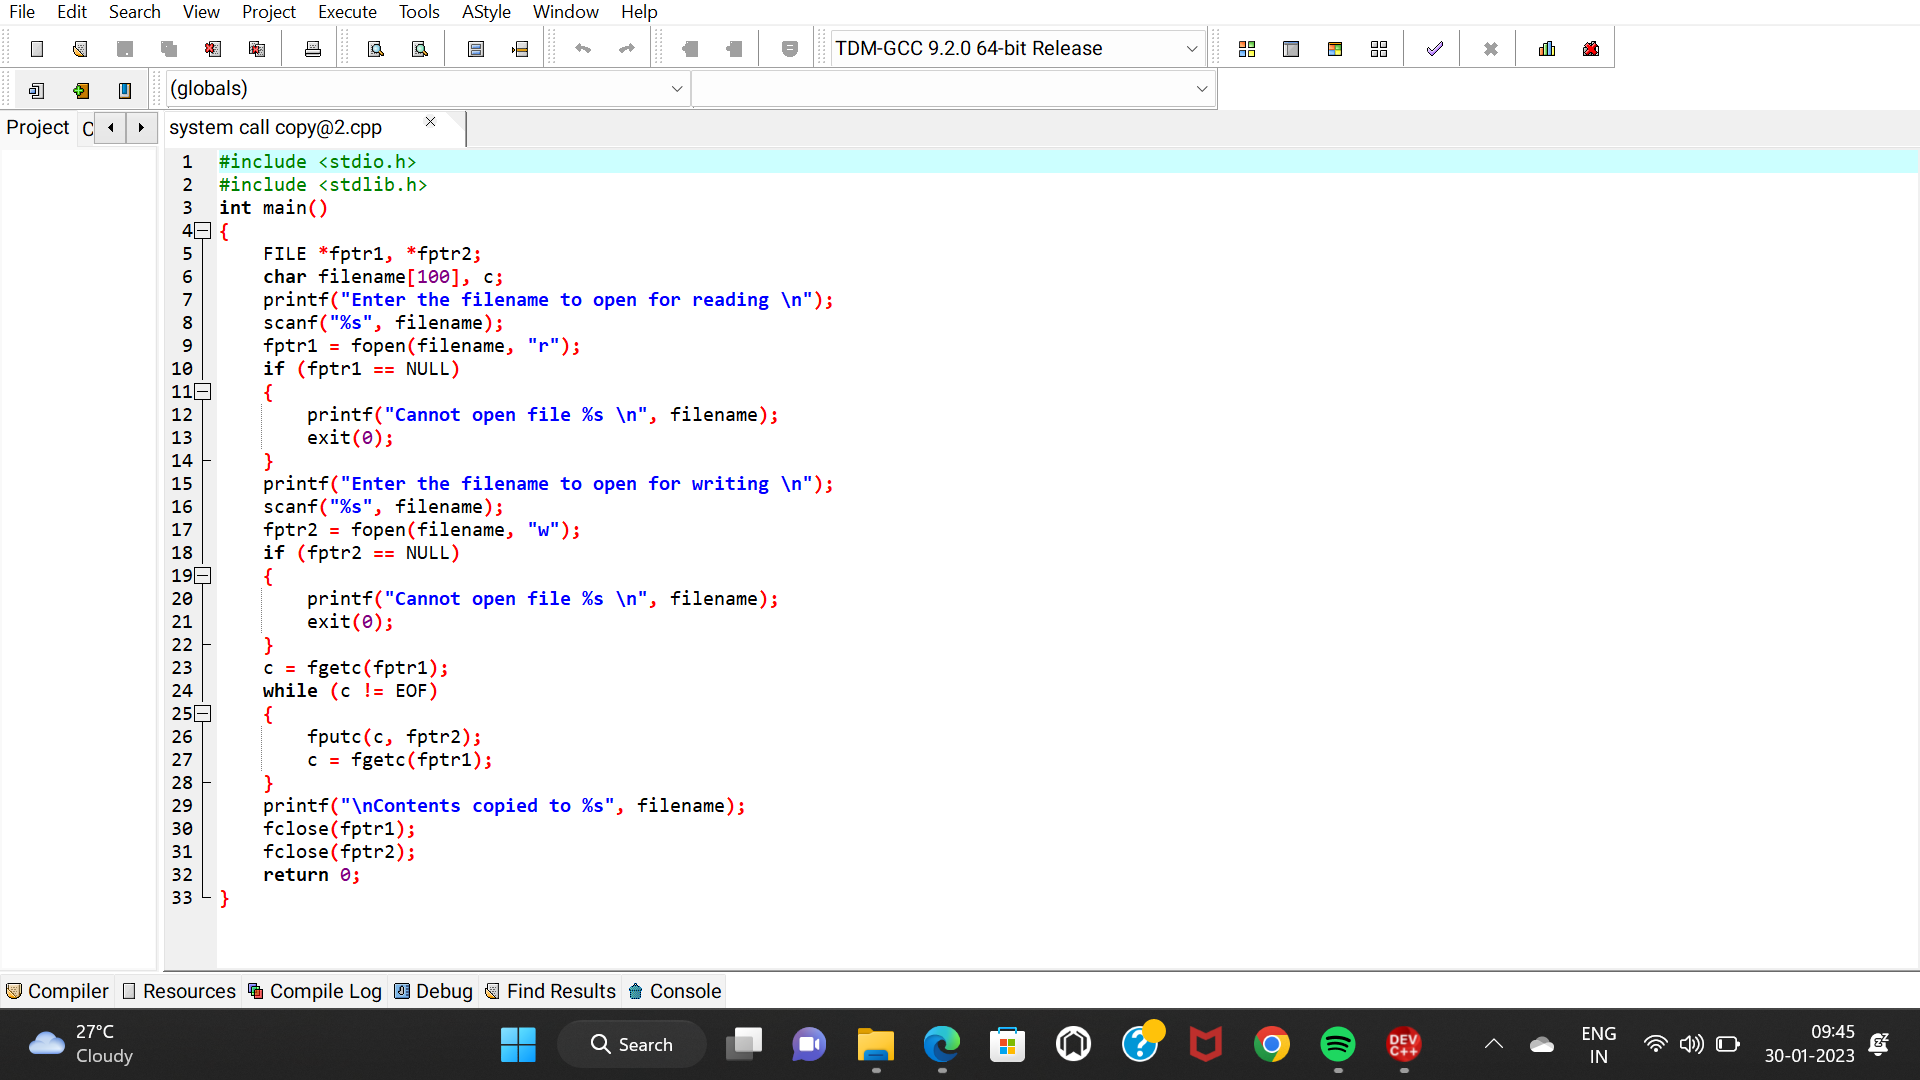 File Edit Search View Project Execute Tools AStyle Window Help
TDM-GCC 9.2.0 64-bit Release
(globals)
Project C
system call copy@2.cpp
1 #include <stdio.h>
2 #include <stdlib.h>
3 int main()
4 {
5 FILE *fptr1, *fptr2;
6 char filename[100], c;
7 printf("Enter the filename to open for reading \n");
8 scanf("%s", filename);
9 fptr1 = fopen(filename, "r");
10 if (fptr1 == NULL)
11 {
12 printf("Cannot open file %s \n", filename);
13 exit(0);
14 }
15 printf("Enter the filename to open for writing \n");
16 scanf("%s", filename);
17 fptr2 = fopen(filename, "w");
18 if (fptr2 == NULL)
19 {
20 printf("Cannot open file %s \n", filename);
21 exit(0);
22 }
23 c = fgetc(fptr1);
24 while (c != EOF)
25 {
26 fputc(c, fptr2);
27 c = fgetc(fptr1);
28 }
29 printf("\nContents copied to %s", filename);
30 fclose(fptr1);
31 fclose(fptr2);
32 return 0;
33 }
Compiler Resources Compile Log Debug Find Results Console
27°C
Cloudy
Search
DEV
C++
ENG
IN
09:45
30-01-2023